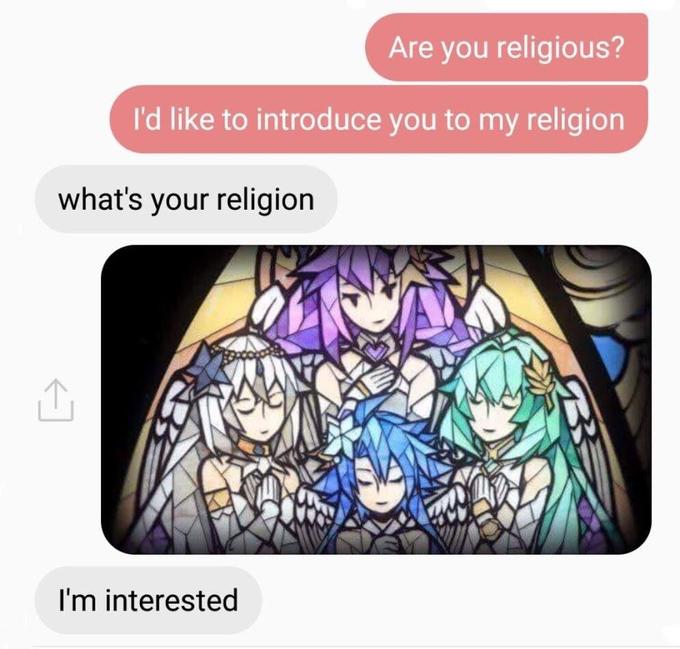 Are you religious?
I'd like to introduce you to my religion
what's your religion
I'm interested